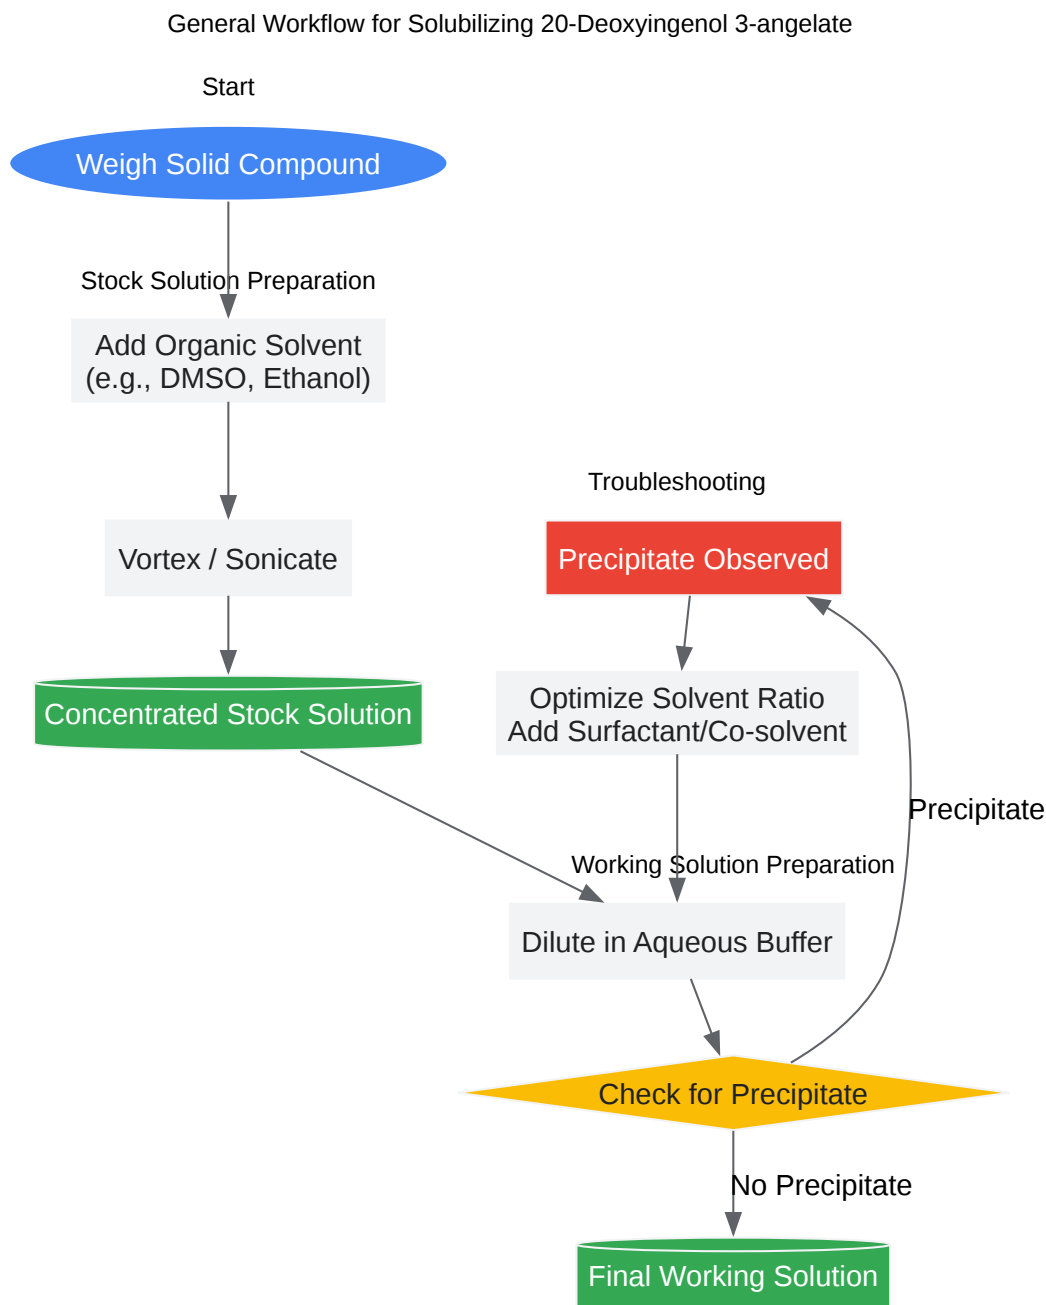 General Workflow for Solubilizing 20-Deoxyingenol 3-angelate
Start
Weigh Solid Compound
Stock Solution Preparation
Add Organic Solvent
(e.g., DMSO, Ethanol)
Vortex / Sonicate
Concentrated Stock Solution
Troubleshooting
Precipitate Observed
Optimize Solvent Ratio
Add Surfactant/Co-solvent
Precipitate
Working Solution Preparation
Dilute in Aqueous Buffer
Check for Precipitate
No Precipitate
Final Working Solution